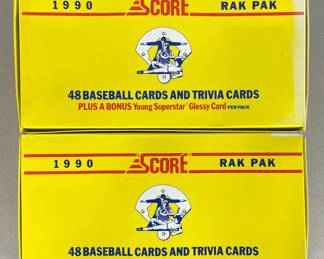 1990 SCORE RAK PAK
48 BASEBALL CARDS AND TRIVIA CARDS
PLUS A BONUS Young Superstar Glossy Card PER PACK
1990 SCORE RAK PAK
48 BASEBALL CARDS AND TRIVIA CARDS